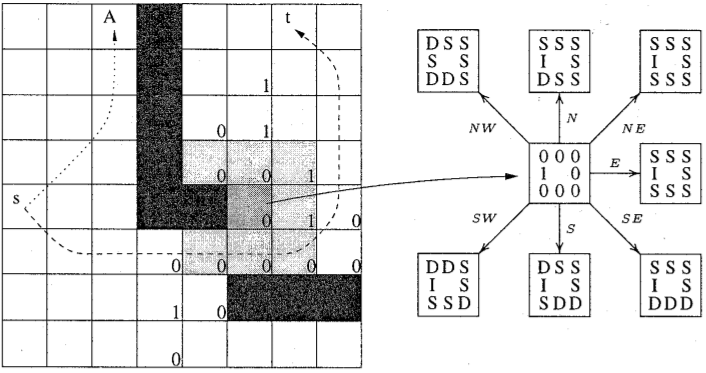 A
t
1
0 1
0 0 1
s
0 1 0
0 0 0 0 0
1 0
0
D S S
S S
D D S
S S S
I S
D S S
S S S
I S
S S S
NW
N
NE
0 0 0
1 0
0 0 0
E
S S S
I S
S S S
SW
S
SE
D D S
I S
S S D
D S S
I S
S D D
S S S
I S
D D D